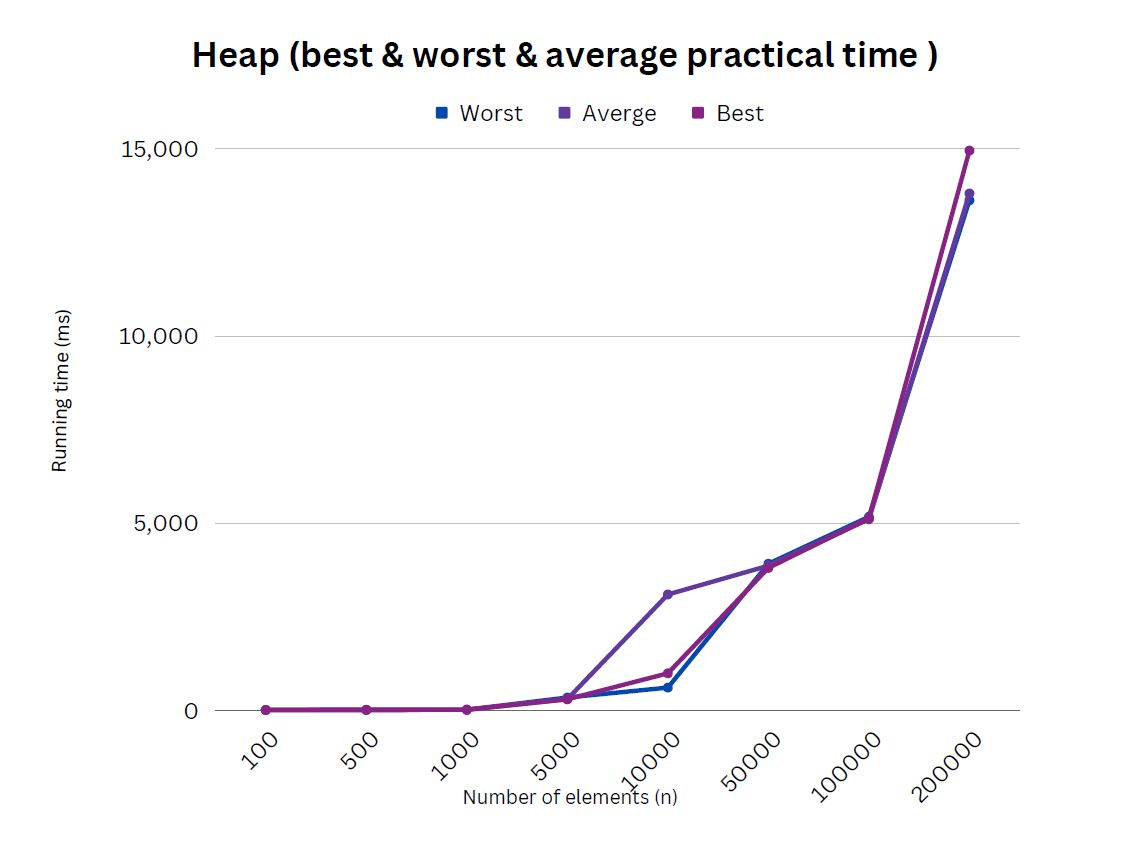 Heap (best & worst & average practical time )
Worst Averge Best
15,000
10,000
5,000
0
Running time (ms)
100 500 1000 5000 10000 50000 100000 200000
Number of elements (n)